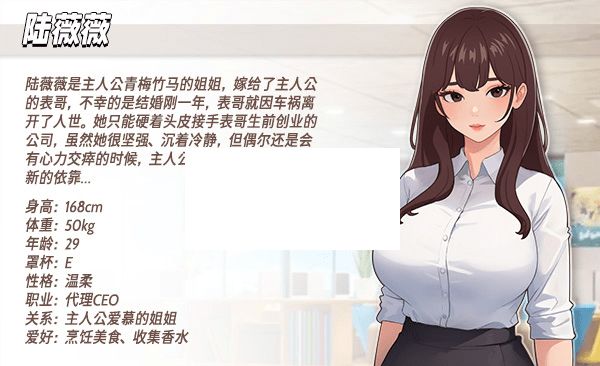 陆薇薇
陆薇薇是主人公青梅竹马的姐姐，嫁给了主人公
的表哥，不幸的是结婚刚一年，表哥就因车祸离
开了人世。她只能硬着头皮接手表哥生前创业的
公司，虽然她很坚强、沉着冷静，但偶尔还是会
有心力交瘁的时候，主人公
新的依靠...
身高：168cm
体重：50kg
年龄：29
罩杯：E
性格：温柔
职业：代理CEO
关系：主人公爱慕的姐姐
爱好：烹饪美食、收集香水